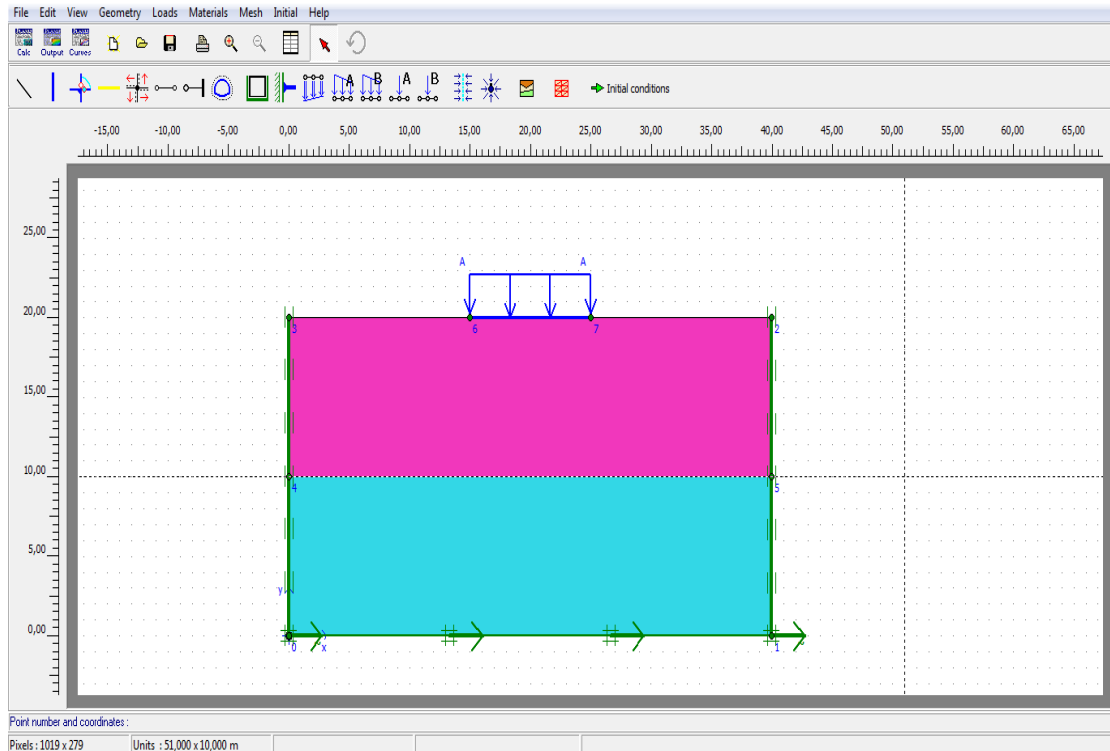 File Edit View Geometry Loads Materials Mesh Initial Help
Calc Output Curves
A B A B Initial conditions
-15,00 -10,00 -5,00 0,00 5,00 10,00 15,00 20,00 25,00 30,00 35,00 40,00 45,00 50,00 55,00 60,00 65,00
25,00
A A
20,00
3 6 7 2
15,00
10,00
4 5
5,00
y
0,00
0 x 1
Point number and coordinates :
Pixels : 1019 x 279 Units : 51,000 x 10,000 m